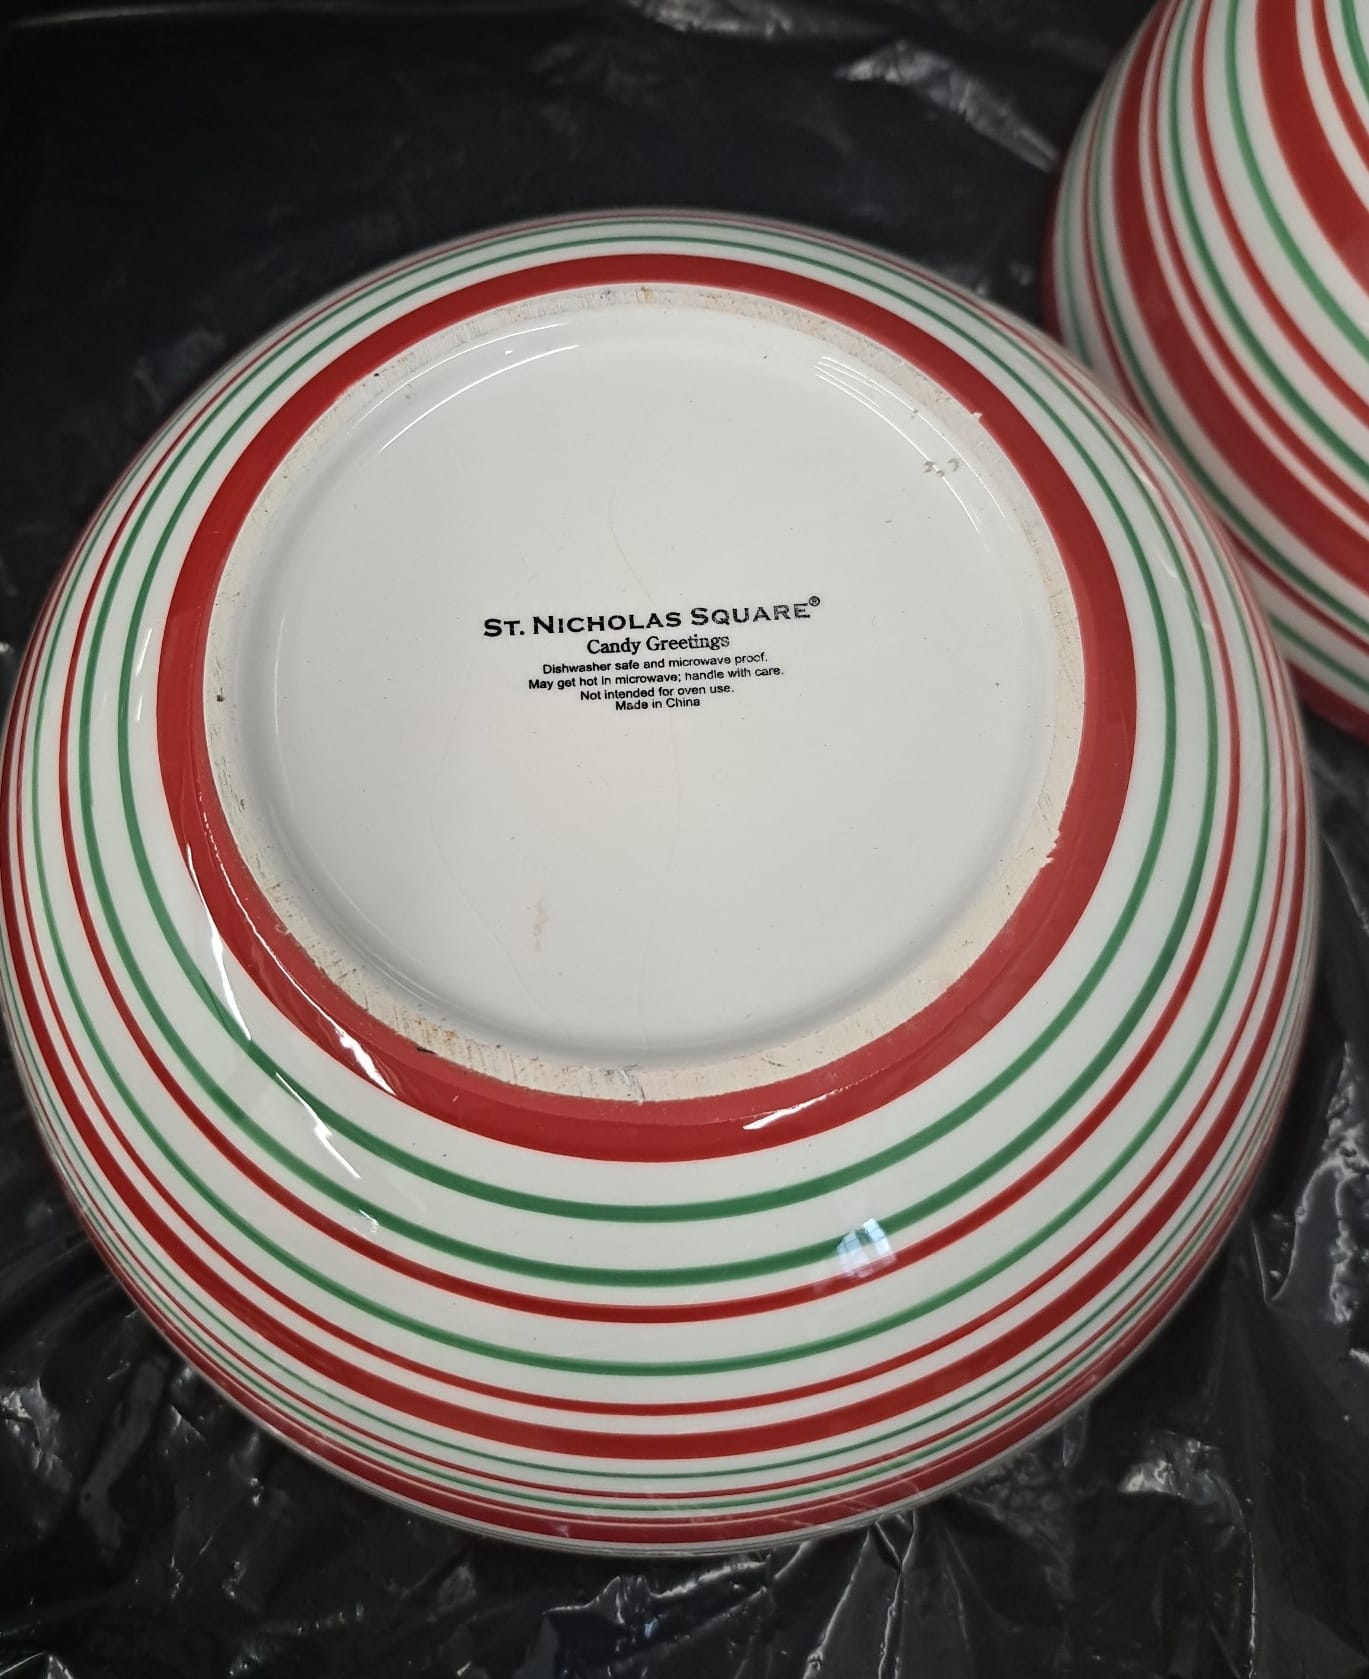 ST. NICHOLAS SQUARE®
Candy Greetings
Dishwasher safe and microwave proof.
May get hot in microwave; handle with care.
Not intended for oven use.
Made in China